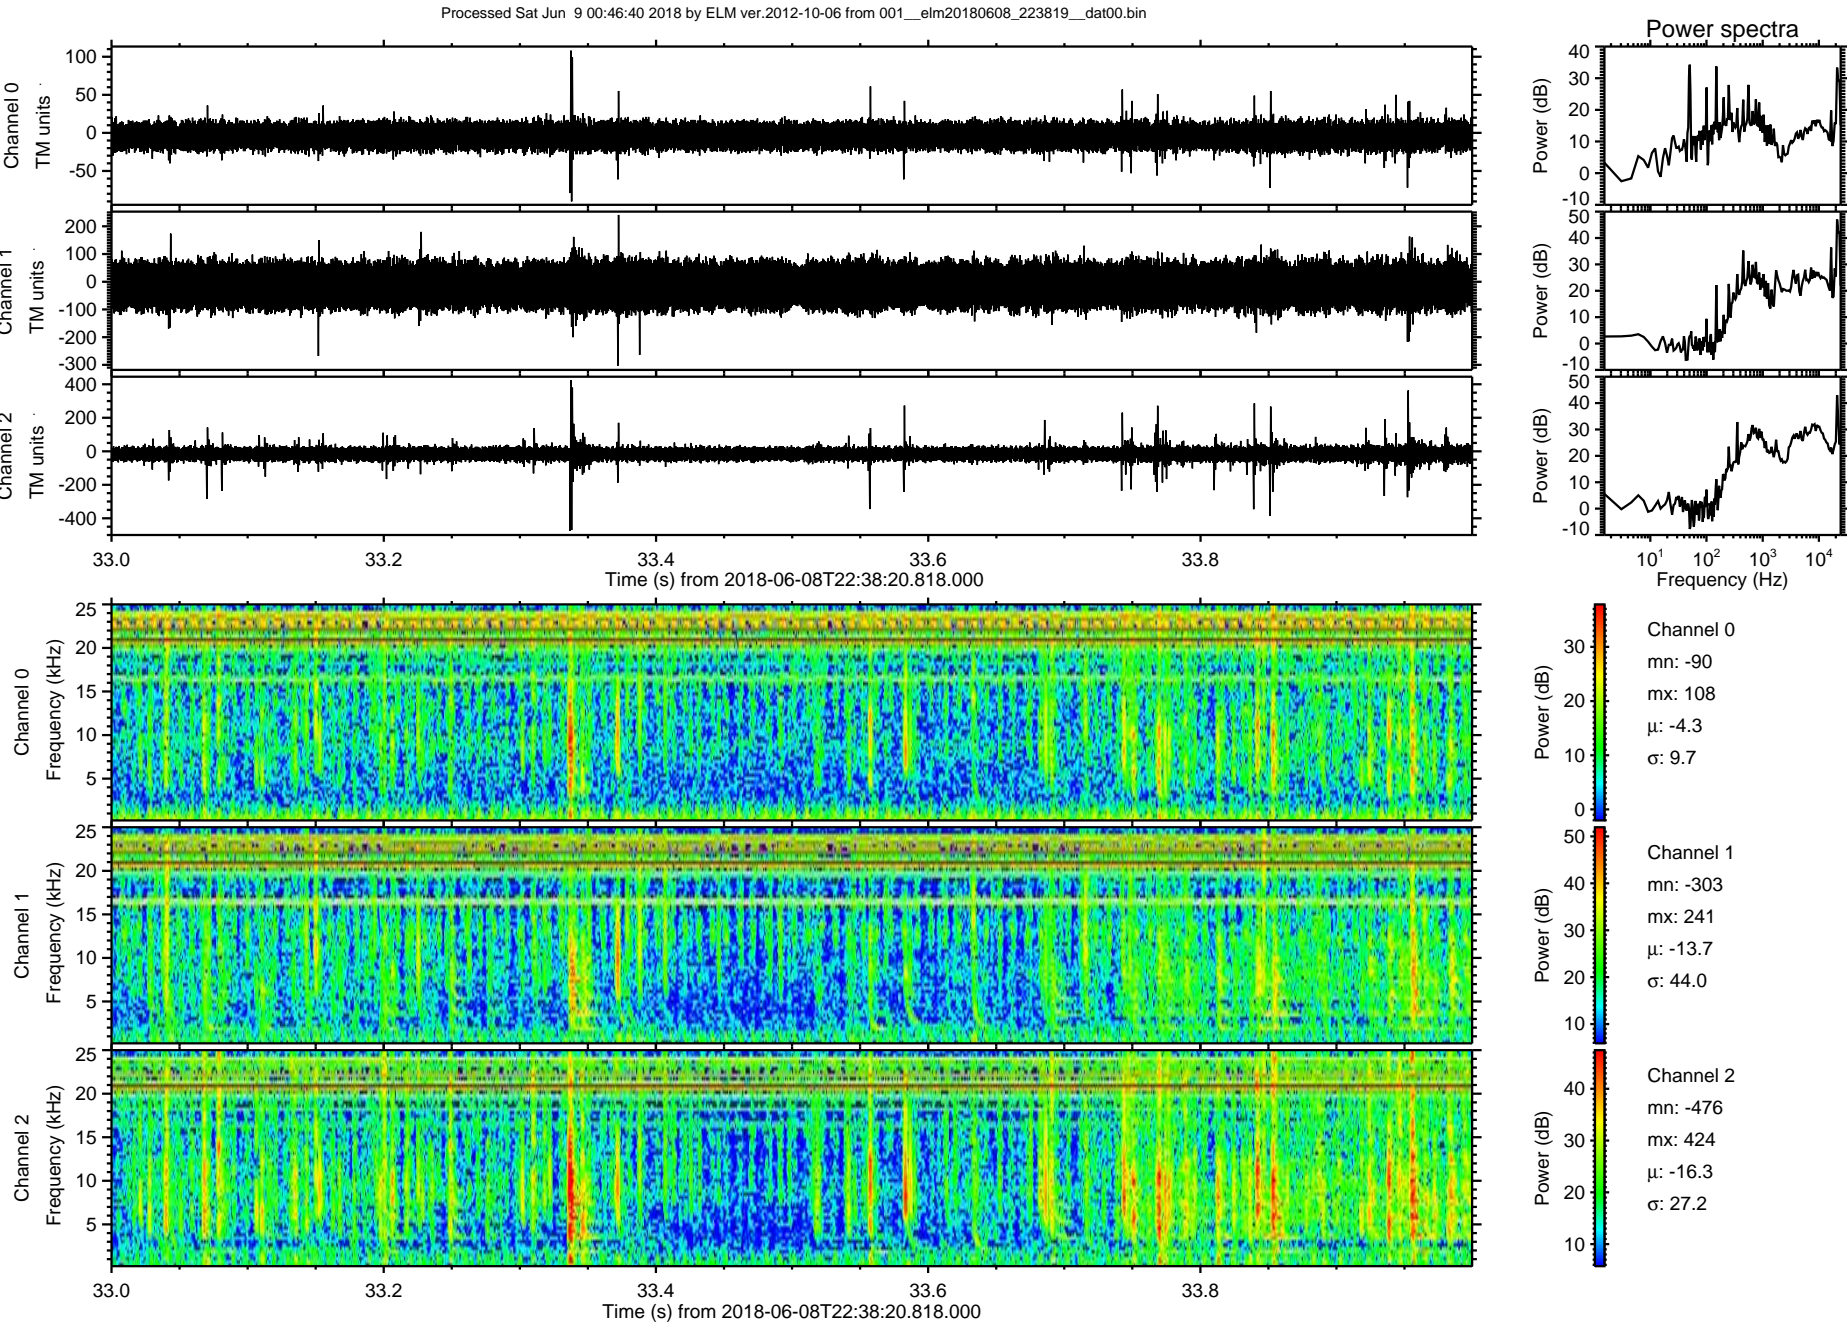 Processed Sat Jun 9 00:46:40 2018 by ELM ver.2012-10-06 from 001__elm20180608_223819__dat00.bin
Power spectra
Channel 0
TM units
100
50
0
-50
Power (dB)
40
30
20
10
0
-10
Channel 1
TM units
200
100
0
-100
-200
-300
Power (dB)
50
40
30
20
10
0
-10
Channel 2
TM units
400
200
0
-200
-400
Power (dB)
50
40
30
20
10
0
-10
33.0 33.2 33.4 33.6 33.8
Time (s) from 2018-06-08T22:38:20.818.000
10^1 10^2 10^3 10^4
Frequency (Hz)
Channel 0
Frequency (kHz)
25
20
15
10
5
Power (dB)
30
20
10
0
Channel 0
mn: -90
mx: 108
μ: -4.3
σ: 9.7
Channel 1
Frequency (kHz)
25
20
15
10
5
Power (dB)
50
40
30
20
10
Channel 1
mn: -303
mx: 241
μ: -13.7
σ: 44.0
Channel 2
Frequency (kHz)
25
20
15
10
5
Power (dB)
40
30
20
10
Channel 2
mn: -476
mx: 424
μ: -16.3
σ: 27.2
33.0 33.2 33.4 33.6 33.8
Time (s) from 2018-06-08T22:38:20.818.000